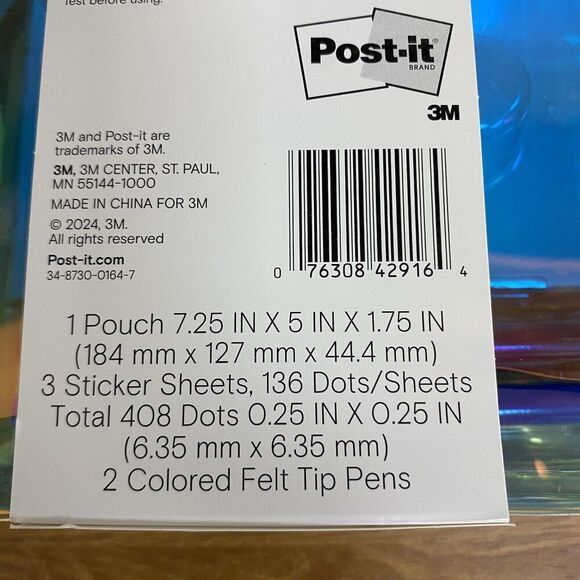 Test before using.
Post-it®
BRAND
3M
3M and Post-it are
trademarks of 3M.
3M, 3M CENTER, ST. PAUL,
MN 55144-1000
MADE IN CHINA FOR 3M
© 2024, 3M.
All rights reserved
Post-it.com
34-8730-0164-7
0 76308 42916 4
1 Pouch 7.25 IN X 5 IN X 1.75 IN
(184 mm x 127 mm x 44.4 mm)
3 Sticker Sheets, 136 Dots/Sheets
Total 408 Dots 0.25 IN X 0.25 IN
(6.35 mm x 6.35 mm)
2 Colored Felt Tip Pens